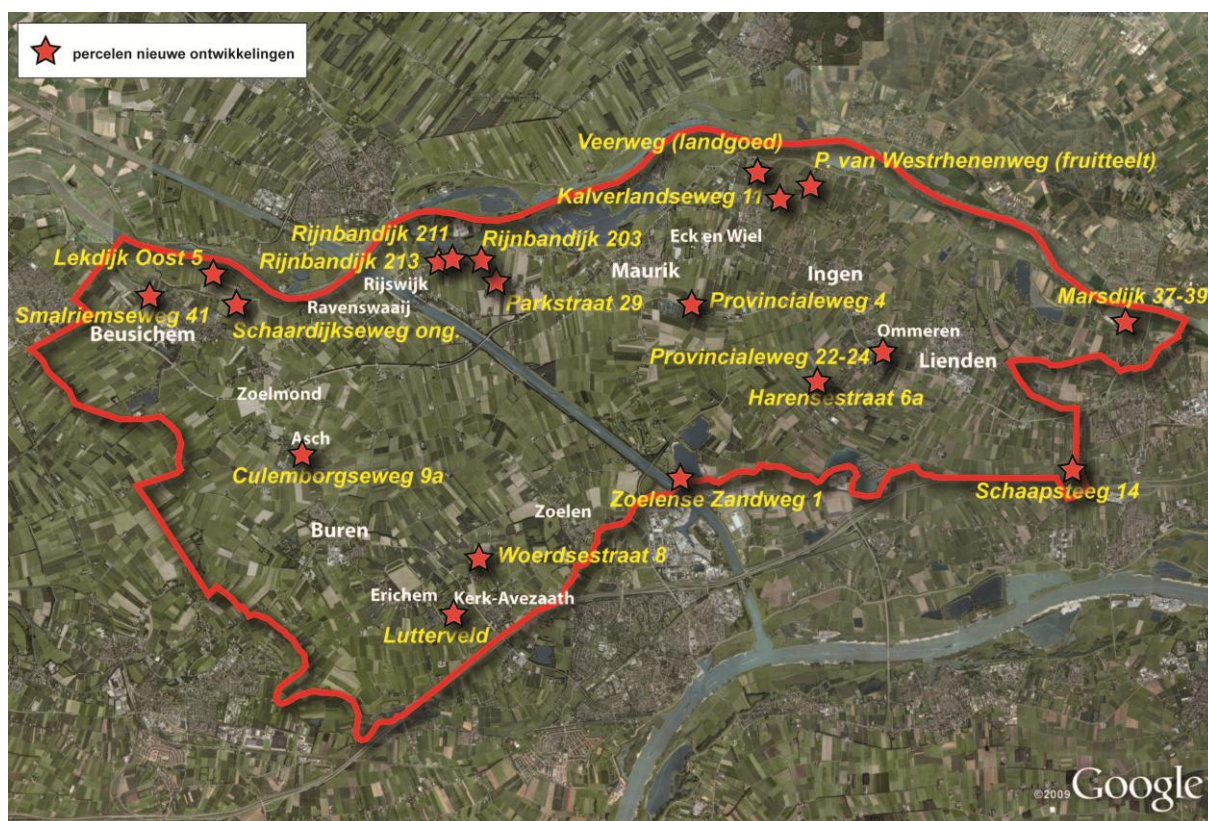 percelen nieuwe ontwikkelingen
Veerweg (landgoed)
P. van Westrhenenweg (fruitteelt)
Kalverlandseweg 11
Rijnbandijk 211
Rijnbandijk 203
Eck en Wiel
Lekdijk Oost 5
Rijnbandijk 213
Maurik
Ingen
Rijswijk
Smalriemseweg 41
Ravenswaaij
Parkstraat 29
Provincialeweg 4
Marsdijk 37-39
Beusichem
Schaardijkseweg ong.
Ommeren
Provincialeweg 22-24
Lienden
Zoelmond
Harensestraat 6a
Asch
Culemborgseweg 9a
Zoelense Zandweg 1
Schaapsteeg 14
Zoelen
Buren
Woerdsestraat 8
Erichem
Kerk-Avezaath
Lutterveld
©2009 Google